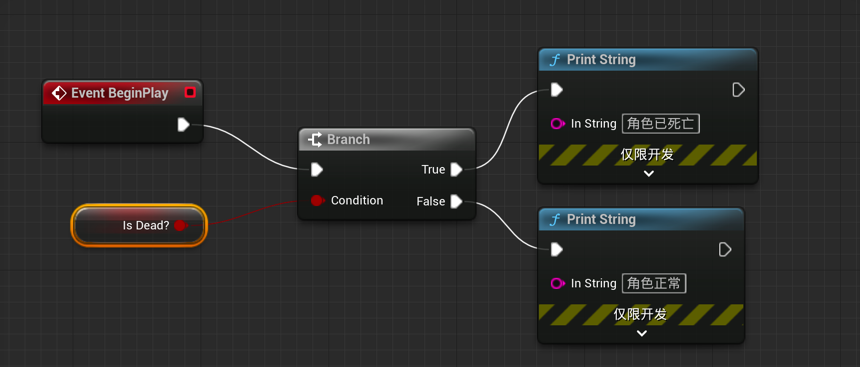 Event BeginPlay
Is Dead?
Branch
True
Condition
False
f Print String
In String 角色已死亡
仅限开发
f Print String
In String 角色正常
仅限开发